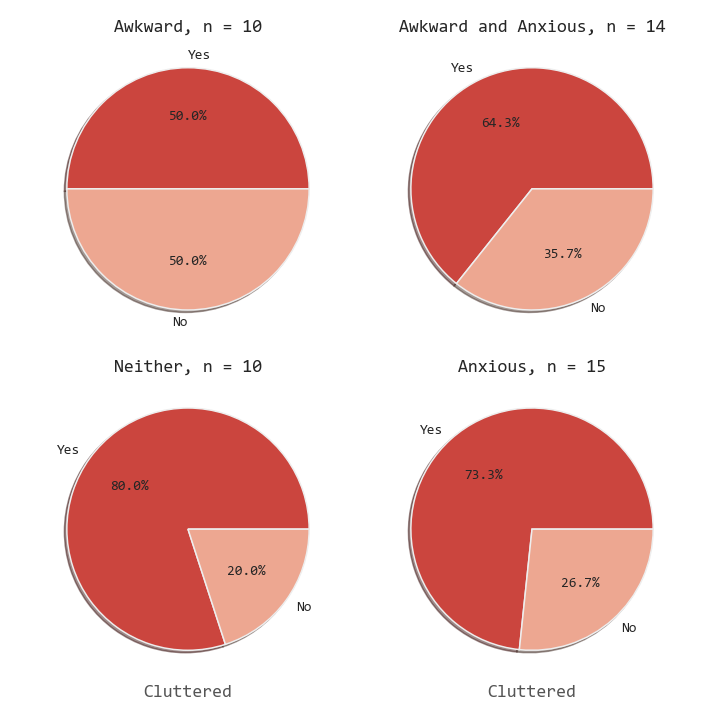 Awkward, n = 10
Yes
50.0%
50.0%
No
Awkward and Anxious, n = 14
Yes
64.3%
35.7%
No
Neither, n = 10
Yes
80.0%
20.0%
No
Cluttered
Anxious, n = 15
Yes
73.3%
26.7%
No
Cluttered